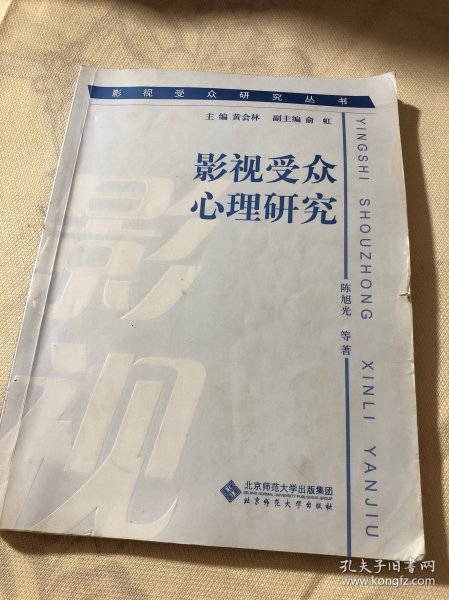 影视受众研究丛书
主编 黄会林 副主编 俞虹
影视受众
心理研究
YINGSHI SHOUZHONG XINLI YANJIU
陈旭光 等著
影
视
北京师范大学出版集团
BEIJING NORMAL UNIVERSITY PUBLISHING GROUP
北京师范大学出版社
孔夫子旧书网
www.kongfz.com